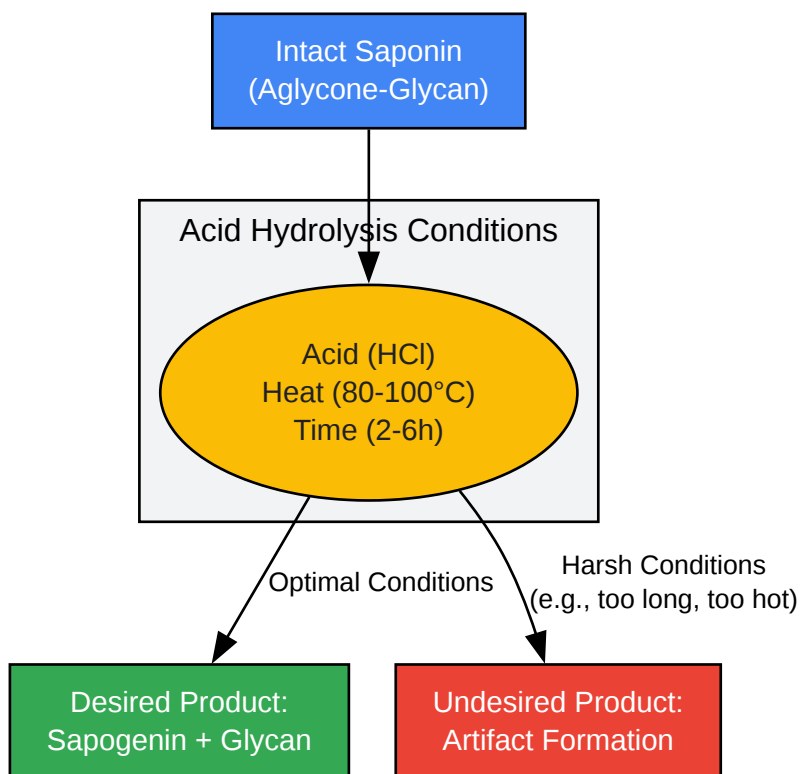 Intact Saponin
(Aglycone-Glycan)
Acid Hydrolysis Conditions
Acid (HCl)
Heat (80-100°C)
Time (2-6h)
Optimal Conditions
Harsh Conditions
(e.g., too long, too hot)
Desired Product:
Sapogenin + Glycan
Undesired Product:
Artifact Formation